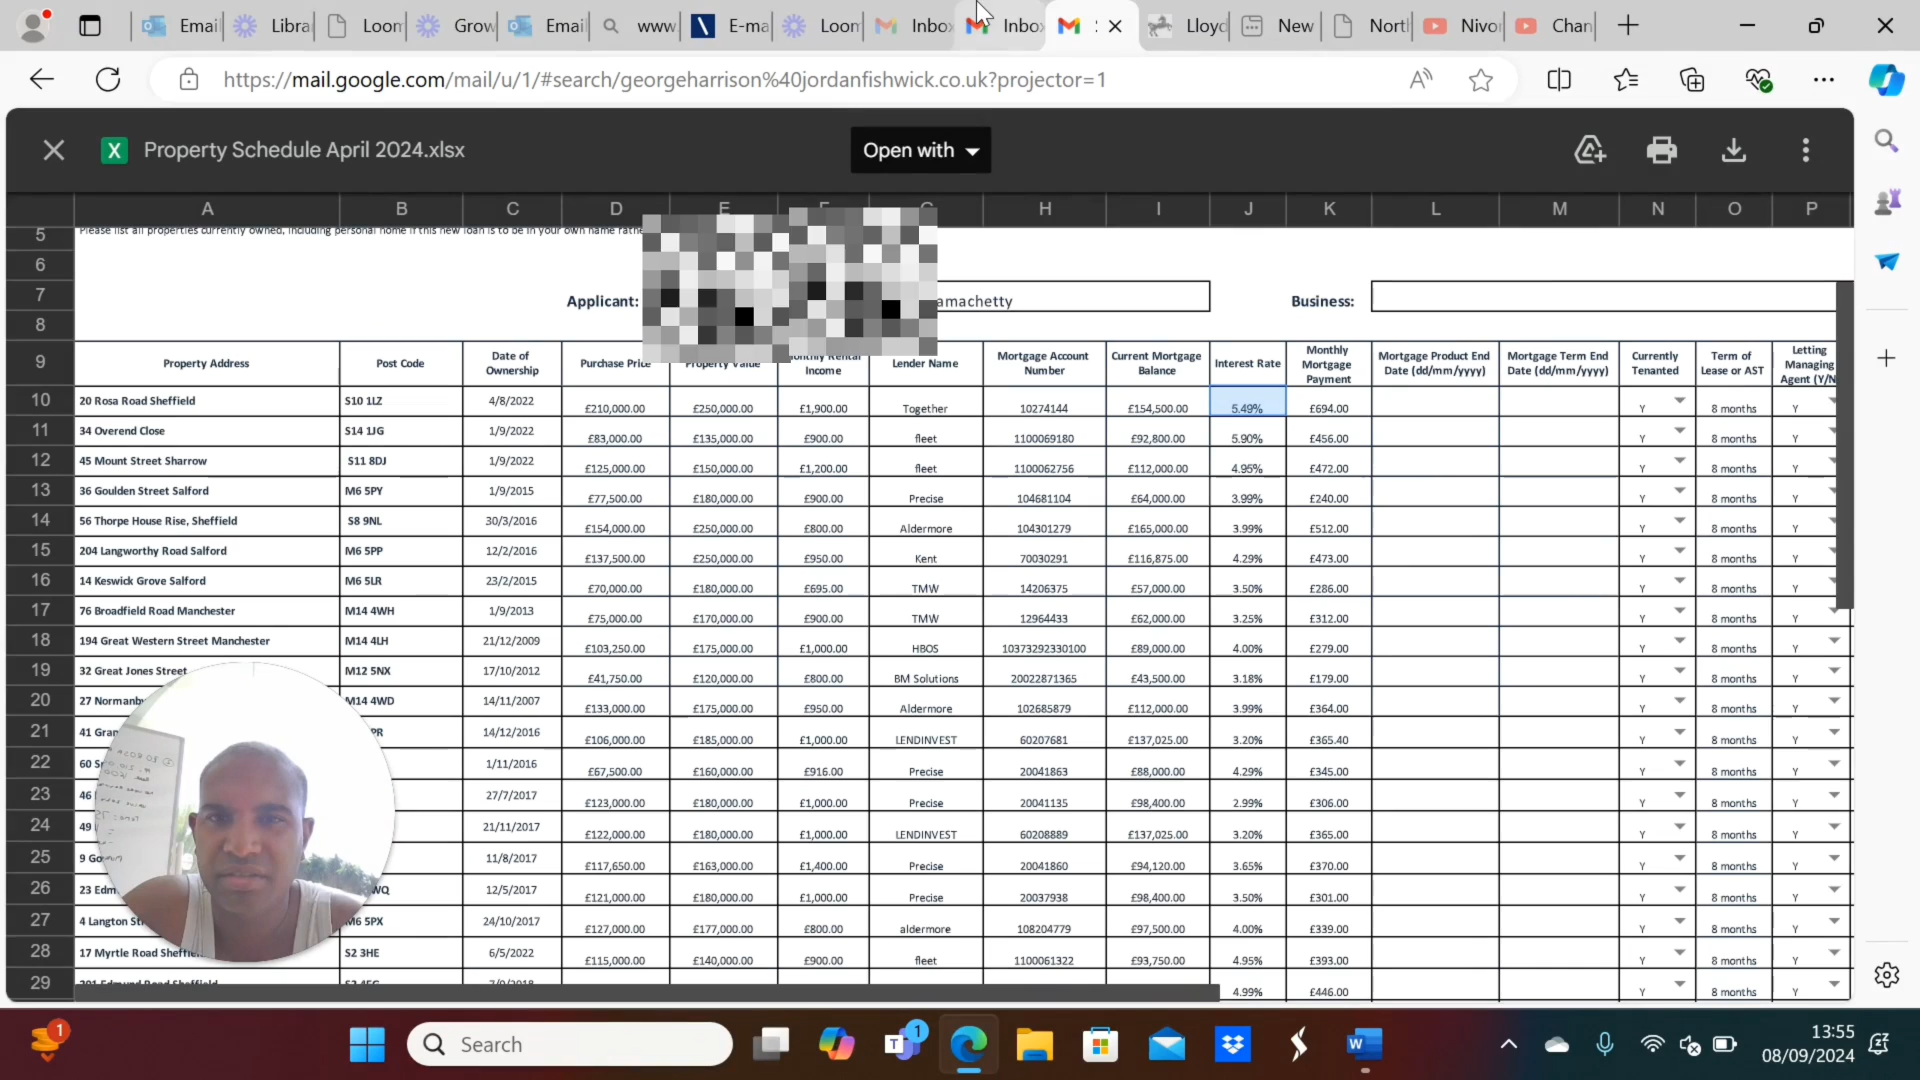 Email Libra Loom Grow Email www. E-ma Loom Inbox Inbox Lloyd New North Nivo Chan
https://mail.google.com/mail/u/1/#search/georgeharrison%40jordanfishwick.co.uk?projector=1
X Property Schedule April 2024.xlsx Open with
A B C D E F G H I J K L M N O P
5 Please list all properties currently owned, including personal home if this new loan is to be in your own name
6
7 Applicant: amachetty Business:
8
9 Property Address Post Code Date of Ownership Purchase Price Property Value Monthly Rental Income Lender Name Mortgage Account Number Current Mortgage Balance Interest Rate Monthly Mortgage Payment Mortgage Product End Date (dd/mm/yyyy) Mortgage Term End Date (dd/mm/yyyy) Currently Tenanted Term of Lease or AST Letting Managing Agent (Y/N
10 20 Rosa Road Sheffield S10 1LZ 4/8/2022 £210,000.00 £250,000.00 £1,900.00 Together 10274144 £154,500.00 5.49% £694.00 Y 8 months Y
11 34 Overend Close S14 1JG 1/9/2022 £83,000.00 £135,000.00 £900.00 fleet 1100069180 £92,800.00 5.90% £456.00 Y 8 months Y
12 45 Mount Street Sharrow S11 8DJ 1/9/2022 £125,000.00 £150,000.00 £1,200.00 fleet 1100062756 £112,000.00 4.95% £472.00 Y 8 months Y
13 36 Goulden Street Salford M6 5PY 1/9/2015 £77,500.00 £180,000.00 £900.00 Precise 104681104 £64,000.00 3.99% £240.00 Y 8 months Y
14 56 Thorpe House Rise, Sheffield S8 9NL 30/3/2016 £154,000.00 £250,000.00 £800.00 Aldermore 104301279 £165,000.00 3.99% £512.00 Y 8 months Y
15 204 Langworthy Road Salford M6 5PP 12/2/2016 £137,500.00 £250,000.00 £950.00 Kent 70030291 £116,875.00 4.29% £473.00 Y 8 months Y
16 14 Keswick Grove Salford M6 5LR 23/2/2015 £70,000.00 £180,000.00 £695.00 TMW 14206375 £57,000.00 3.50% £286.00 Y 8 months Y
17 76 Broadfield Road Manchester M14 4WH 1/9/2013 £75,000.00 £170,000.00 £900.00 TMW 12964433 £62,000.00 3.25% £312.00 Y 8 months Y
18 194 Great Western Street Manchester M14 4LH 21/12/2009 £103,250.00 £175,000.00 £1,000.00 HBOS 10373292330100 £89,000.00 4.00% £279.00 Y 8 months Y
19 32 Great Jones Street M12 5NX 17/10/2012 £41,750.00 £120,000.00 £800.00 BM Solutions 20022871365 £43,500.00 3.18% £179.00 Y 8 months Y
20 27 Normanby M14 4WD 14/11/2007 £133,000.00 £175,000.00 £950.00 Aldermore 102685879 £112,000.00 3.99% £364.00 Y 8 months Y
21 41 Gran PR 14/12/2016 £106,000.00 £185,000.00 £1,000.00 LENDINVEST 60207681 £137,025.00 3.20% £365.40 Y 8 months Y
22 60 Sp 1/11/2016 £67,500.00 £160,000.00 £916.00 Precise 20041863 £88,000.00 4.29% £345.00 Y 8 months Y
23 46 27/7/2017 £123,000.00 £180,000.00 £1,000.00 Precise 20041135 £98,400.00 2.99% £306.00 Y 8 months Y
24 49 21/11/2017 £122,000.00 £180,000.00 £1,000.00 LENDINVEST 60208889 £137,025.00 3.20% £365.00 Y 8 months Y
25 9 Go 11/8/2017 £117,650.00 £163,000.00 £1,400.00 Precise 20041860 £94,120.00 3.65% £370.00 Y 8 months Y
26 23 Edm WQ 12/5/2017 £121,000.00 £180,000.00 £1,000.00 Precise 20037938 £98,400.00 3.50% £301.00 Y 8 months Y
27 4 Langton St M6 5PX 24/10/2017 £127,000.00 £177,000.00 £800.00 aldermore 108204779 £97,500.00 4.00% £339.00 Y 8 months Y
28 17 Myrtle Road Sheffie S2 3HE 6/5/2022 £115,000.00 £140,000.00 £900.00 fleet 1100061322 £93,750.00 4.95% £393.00 Y 8 months Y
29 4.99% £446.00 Y 8 months Y
1 Search 1 13:55
08/09/2024